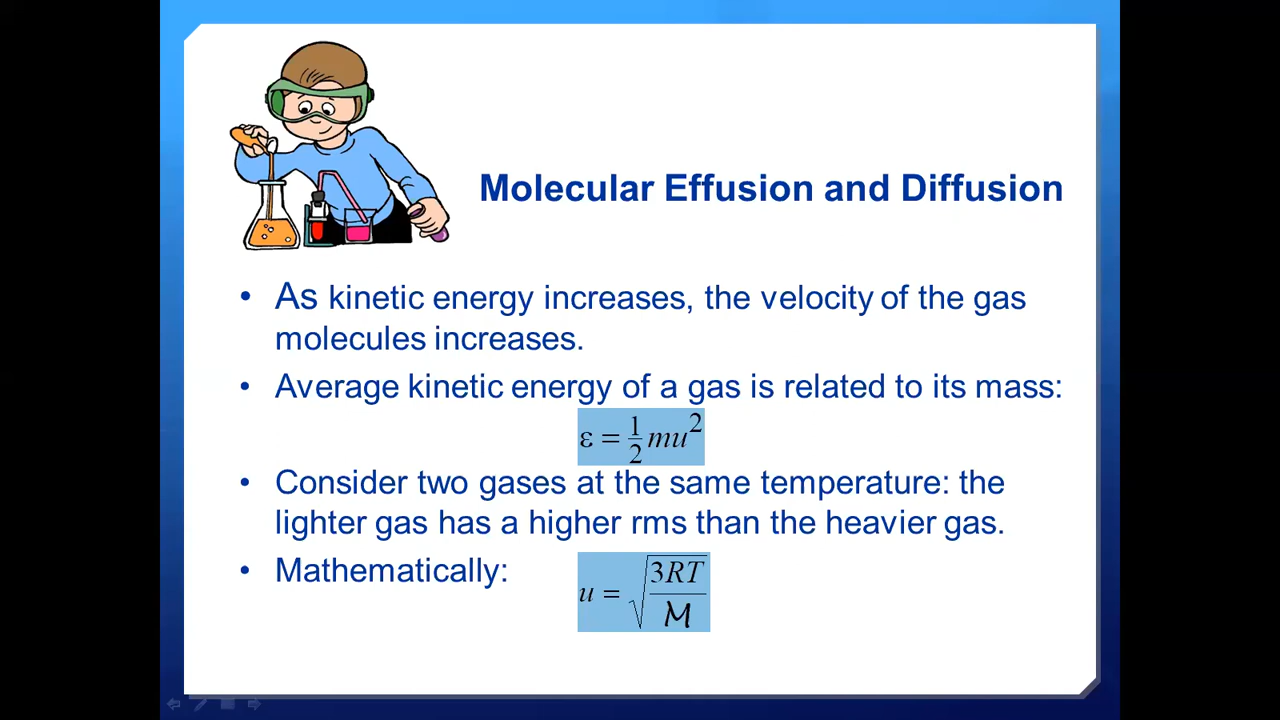 Molecular Effusion and Diffusion
• As kinetic energy increases, the velocity of the gas
molecules increases.
• Average kinetic energy of a gas is related to its mass:
ε = 1/2 mu²
• Consider two gases at the same temperature: the
lighter gas has a higher rms than the heavier gas.
• Mathematically:
u = √(3RT/M)